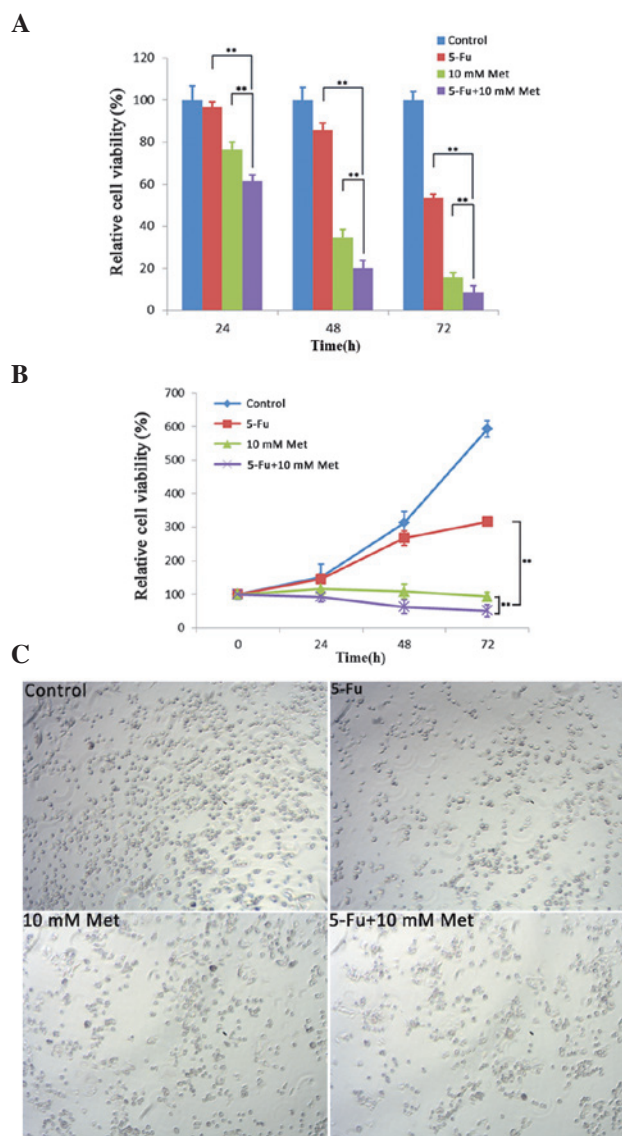 A
Control
5-Fu
10 mM Met
5-Fu+10 mM Met
Relative cell viability (%)
120
100
80
60
40
20
0
** ** ** ** ** **
24 48 72
Time(h)
B
Control
5-Fu
10 mM Met
5-Fu+10 mM Met
Relative cell viability (%)
700
600
500
400
300
200
100
0
** **
0 24 48 72
Time(h)
C
Control 5-Fu
10 mM Met 5-Fu+10 mM Met